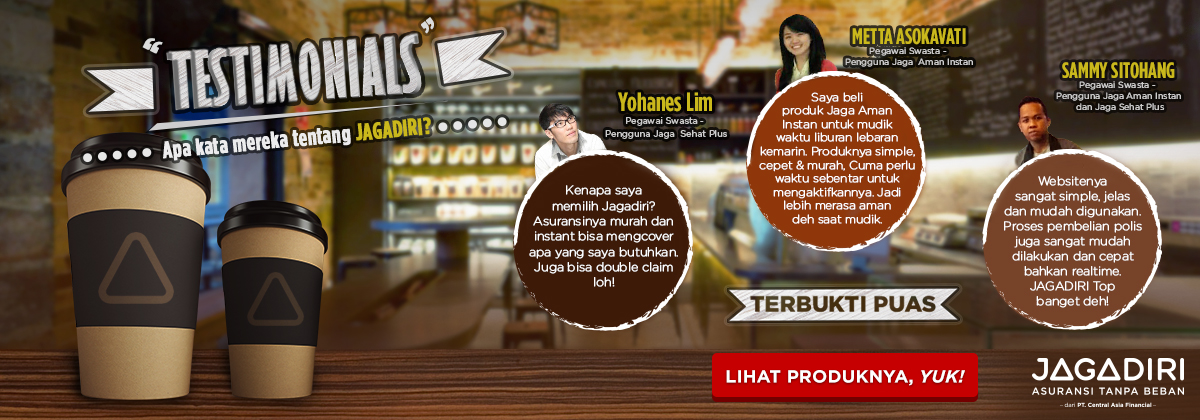 “TESTIMONIALS”
Apa kata mereka tentang JAGADIRI?
Yohanes Lim
Pegawai Swasta -
Pengguna Jaga Sehat Plus
Kenapa saya
memilih Jagadiri?
Asuransinya murah dan
instant bisa mengcover
apa yang saya butuhkan.
Juga bisa double claim
loh!
METTA ASOKAVATI
Pegawai Swasta -
Pengguna Jaga Aman Instan
Saya beli
produk Jaga Aman
Instan untuk mudik
waktu liburan lebaran
kemarin. Produknya simple,
cepet & murah. Cuma perlu
waktu sebentar untuk
mengaktifkannya. Jadi
lebih merasa aman
deh saat mudik.
SAMMY SITOHANG
Pegawai Swasta -
Pengguna Jaga Aman Instan
dan Jaga Sehat Plus
Websitenya
sangat simple, jelas
dan mudah digunakan.
Proses pembelian polis
juga sangat mudah
dilakukan dan cepat
bahkan realtime.
JAGADIRI Top
banget deh!
TERBUKTI PUAS
LIHAT PRODUKNYA, YUK!
JAGADIRI
ASURANSI TANPA BEBAN
- dari PT. Central Asia Financial -